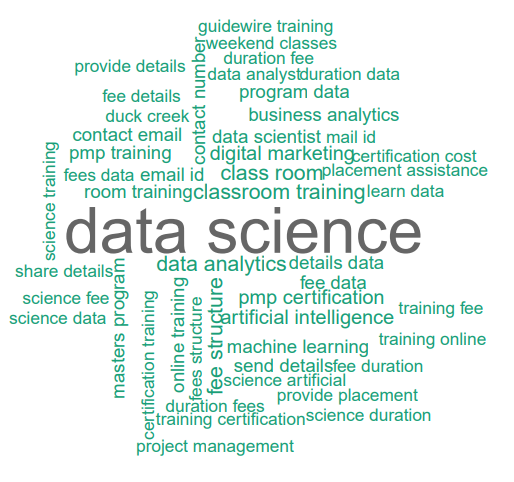 guidewire training
weekend classes
duration fee
provide details
data analyst
duration data
contact number
fee details
program data
duck creek
business analytics
contact email
data scientist
mail id
pmp training
digital marketing
certification cost
science training
fees data
email id
class room
placement assistance
room training
classroom training
learn data
data science
share details
data analytics
details data
fee data
science fee
masters program
pmp certification
training fee
science data
certification training
online training
fees structure
fee structure
artificial intelligence
machine learning
training online
send details
fee duration
science artificial
provide placement
duration fees
training certification
science duration
project management